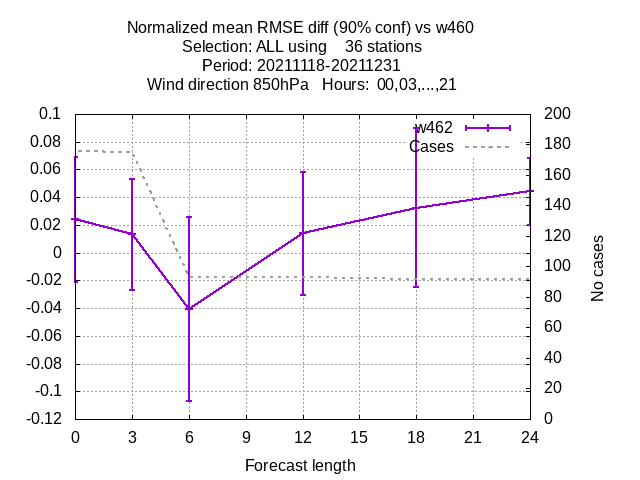 Normalized mean RMSE diff (90% conf) vs w460
Selection: ALL using    36 stations
Period: 20211118-20211231
Wind direction 850hPa   Hours:  00,03,...,21
w462
Cases
0.1
0.08
0.06
0.04
0.02
0
-0.02
-0.04
-0.06
-0.08
-0.1
-0.12
200
180
160
140
120
100
80
60
40
20
0
No cases
0 3 6 9 12 15 18 21 24
Forecast length